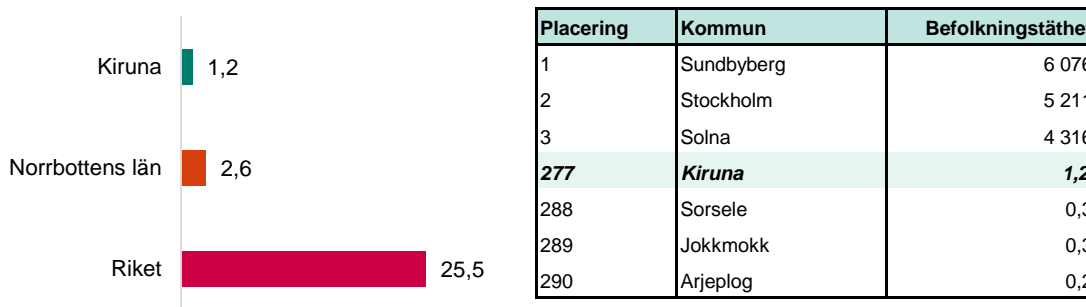 Kiruna 1,2
Norrbottens län 2,6
Riket 25,5
Placering Kommun Befolkningstäthe
1 Sundbyberg 6 076
2 Stockholm 5 211
3 Solna 4 316
277 Kiruna 1,2
288 Sorsele 0,3
289 Jokkmokk 0,3
290 Arjeplog 0,2